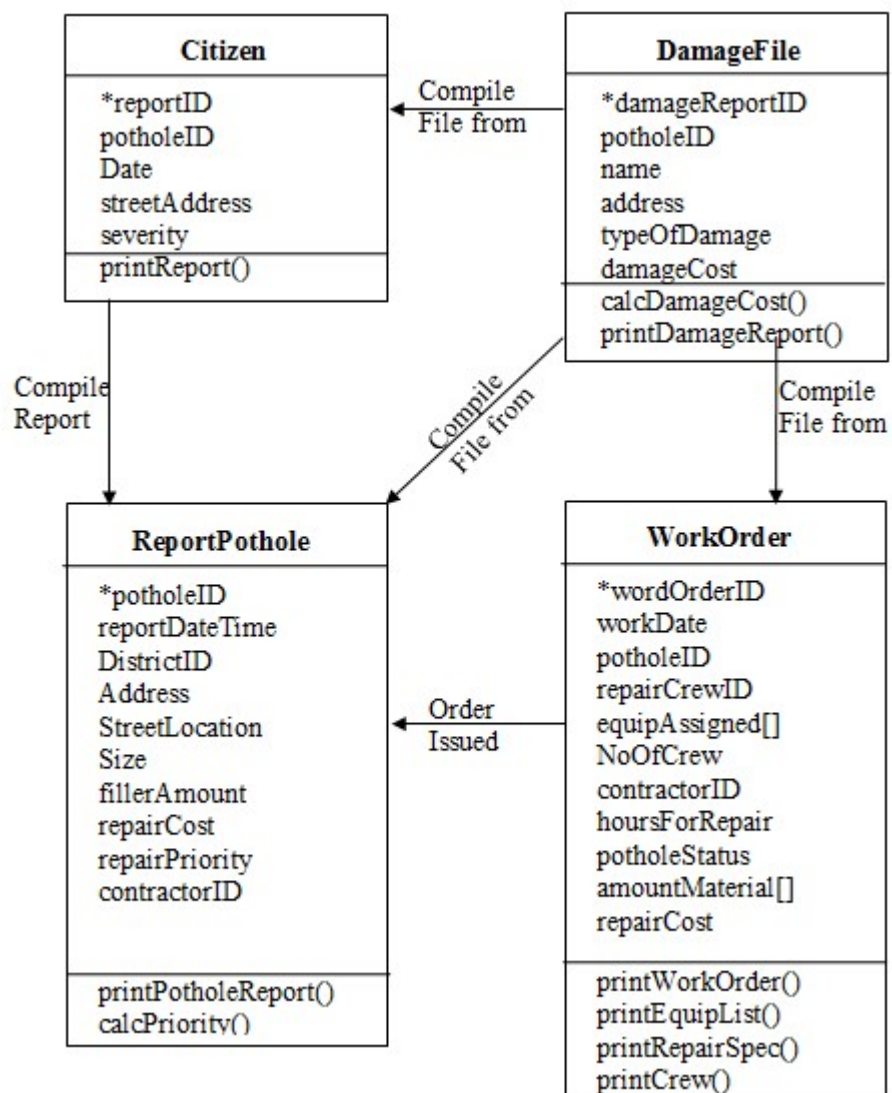 Citizen
*reportID
potholeID
Date
streetAddress
severity
printReport()
Compile
File from
DamageFile
*damageReportID
potholeID
name
address
typeOfDamage
damageCost
calcDamageCost()
printDamageReport()
Compile
Report
Compile
File from
Compile
File from
ReportPothole
*potholeID
reportDateTime
DistrictID
Address
StreetLocation
Size
fillerAmount
repairCost
repairPriority
contractorID
printPotholeReport()
calcPriority()
Order
Issued
WorkOrder
*wordOrderID
workDate
potholeID
repairCrewID
equipAssigned[]
NoOfCrew
contractorID
hoursForRepair
potholeStatus
amountMaterial[]
repairCost
printWorkOrder()
printEquipList()
printRepairSpec()
printCrew()